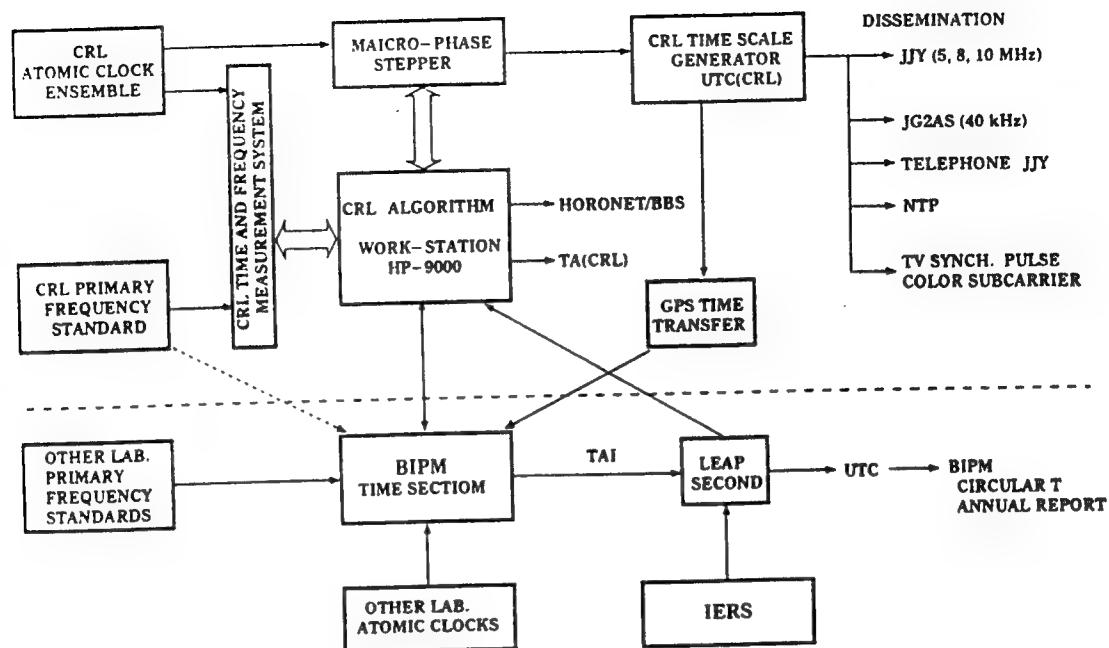 DISSEMINATION
CRL
ATOMIC CLOCK
ENSEMBLE
MAICRO-PHASE
STEPPER
CRL TIME SCALE
GENERATOR
UTC(CRL)
JJY (5, 8, 10 MHz)
JG2AS (40 kHz)
TELEPHONE JJY
NTP
TV SYNCH. PULSE
COLOR SUBCARRIER
CRL TIME AND FREQUENCY
MEASUREMENT SYSTEM
CRL ALGORITHM
WORK-STATION
HP-9000
HORONET/BBS
TA(CRL)
CRL PRIMARY
FREQUENCY
STANDARD
GPS TIME
TRANSFER
OTHER LAB.
PRIMARY
FREQUENCY
STANDARDS
BIPM
TIME SECTIOM
TAI
LEAP
SECOND
UTC
BIPM
CIRCULAR T
ANNUAL REPORT
OTHER LAB.
ATOMIC CLOCKS
IERS